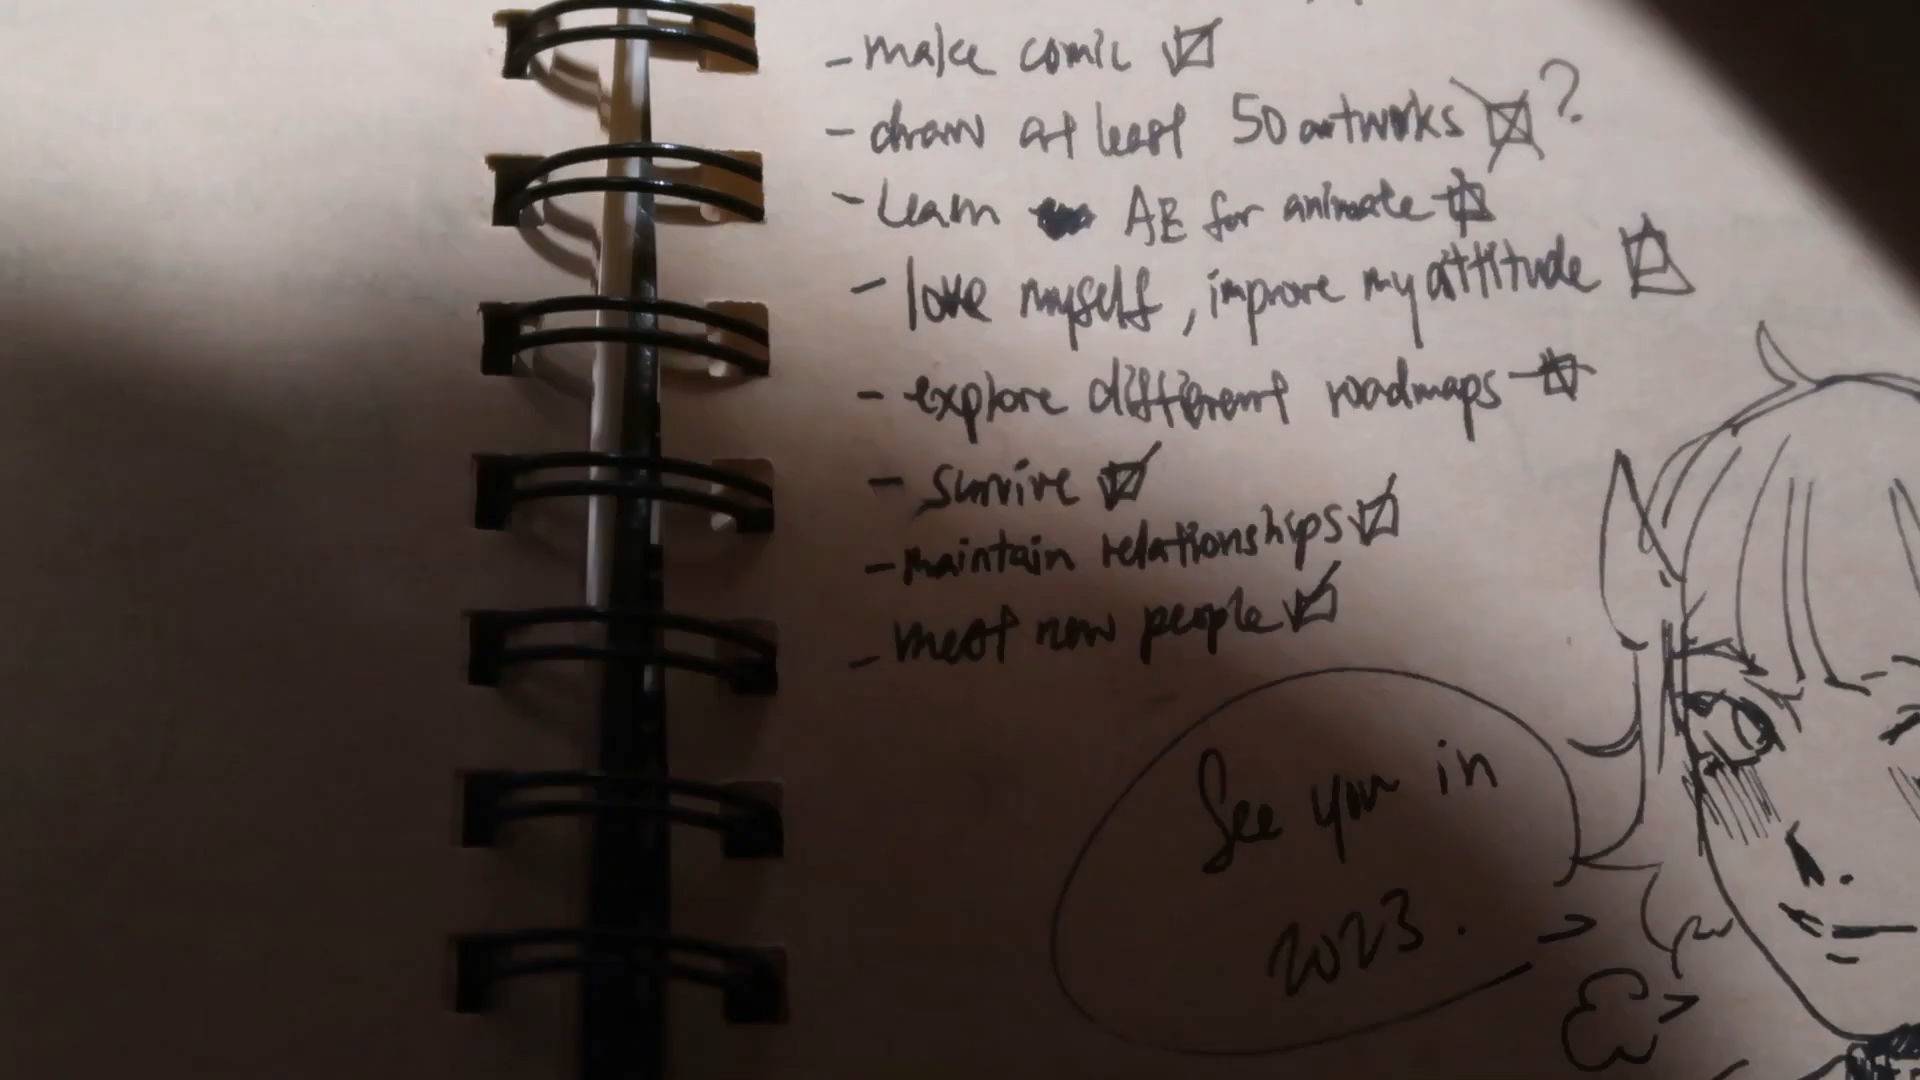 - make comic ☑
- draw at least 50 artworks ☒?
- learn AE for animate
- love myself, improve my attitude
- explore different roadmaps
- survive ☑
- maintain relationships ☑
- meet new people ☑
See you in
2023.